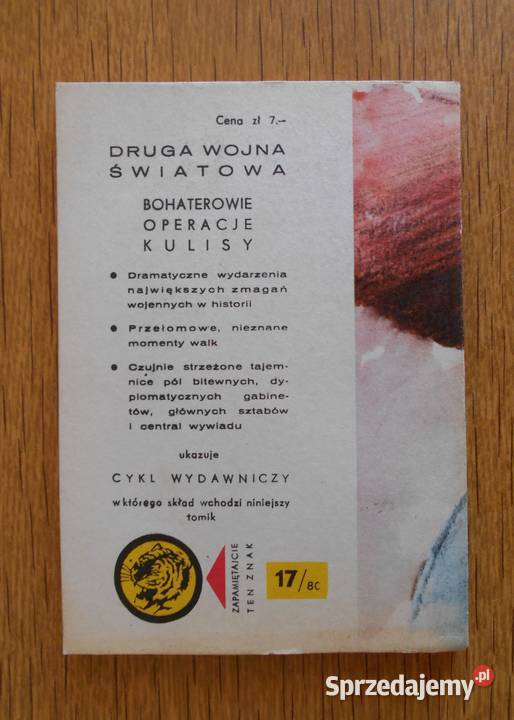 Cena zł 7.–
DRUGA WOJNA
ŚWIATOWA
BOHATEROWIE
OPERACJE
KULISY
● Dramatyczne wydarzenia
największych zmagań
wojennych w historii
● Przełomowe, nieznane
momenty walk
● Czujnie strzeżone tajem-
nice pól bitewnych, dy-
plomatycznych gabine-
tów, głównych sztabów
i central wywiadu
ukazuje
CYKL WYDAWNICZY
w którego skład wchodzi niniejszy
tomik
ZAPAMIĘTAJCIE
TEN ZNAK
17/80
Sprzedajemy.pl